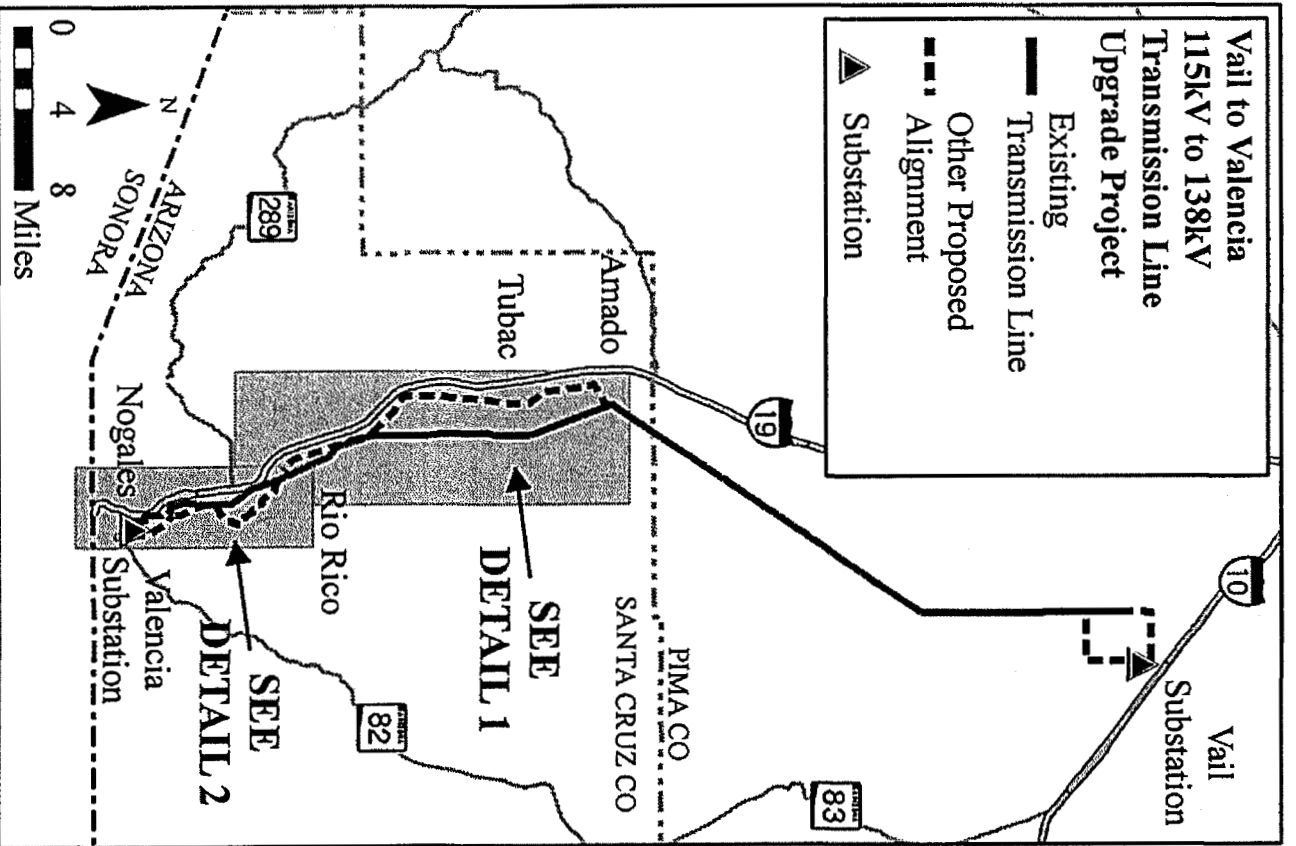 Vail to Valencia
115kV to 138kV
Transmission Line
Upgrade Project
Existing
Transmission Line
Other Proposed
Alignment
Substation
10
Vail
Substation
19
83
PIMA CO
SANTA CRUZ CO
Amado
Tubac
SEE
DETAIL 1
289
Rio Rico
82
SEE
DETAIL 2
Nogales
Valencia
Substation
ARIZONA
SONORA
N
0 4 8
Miles